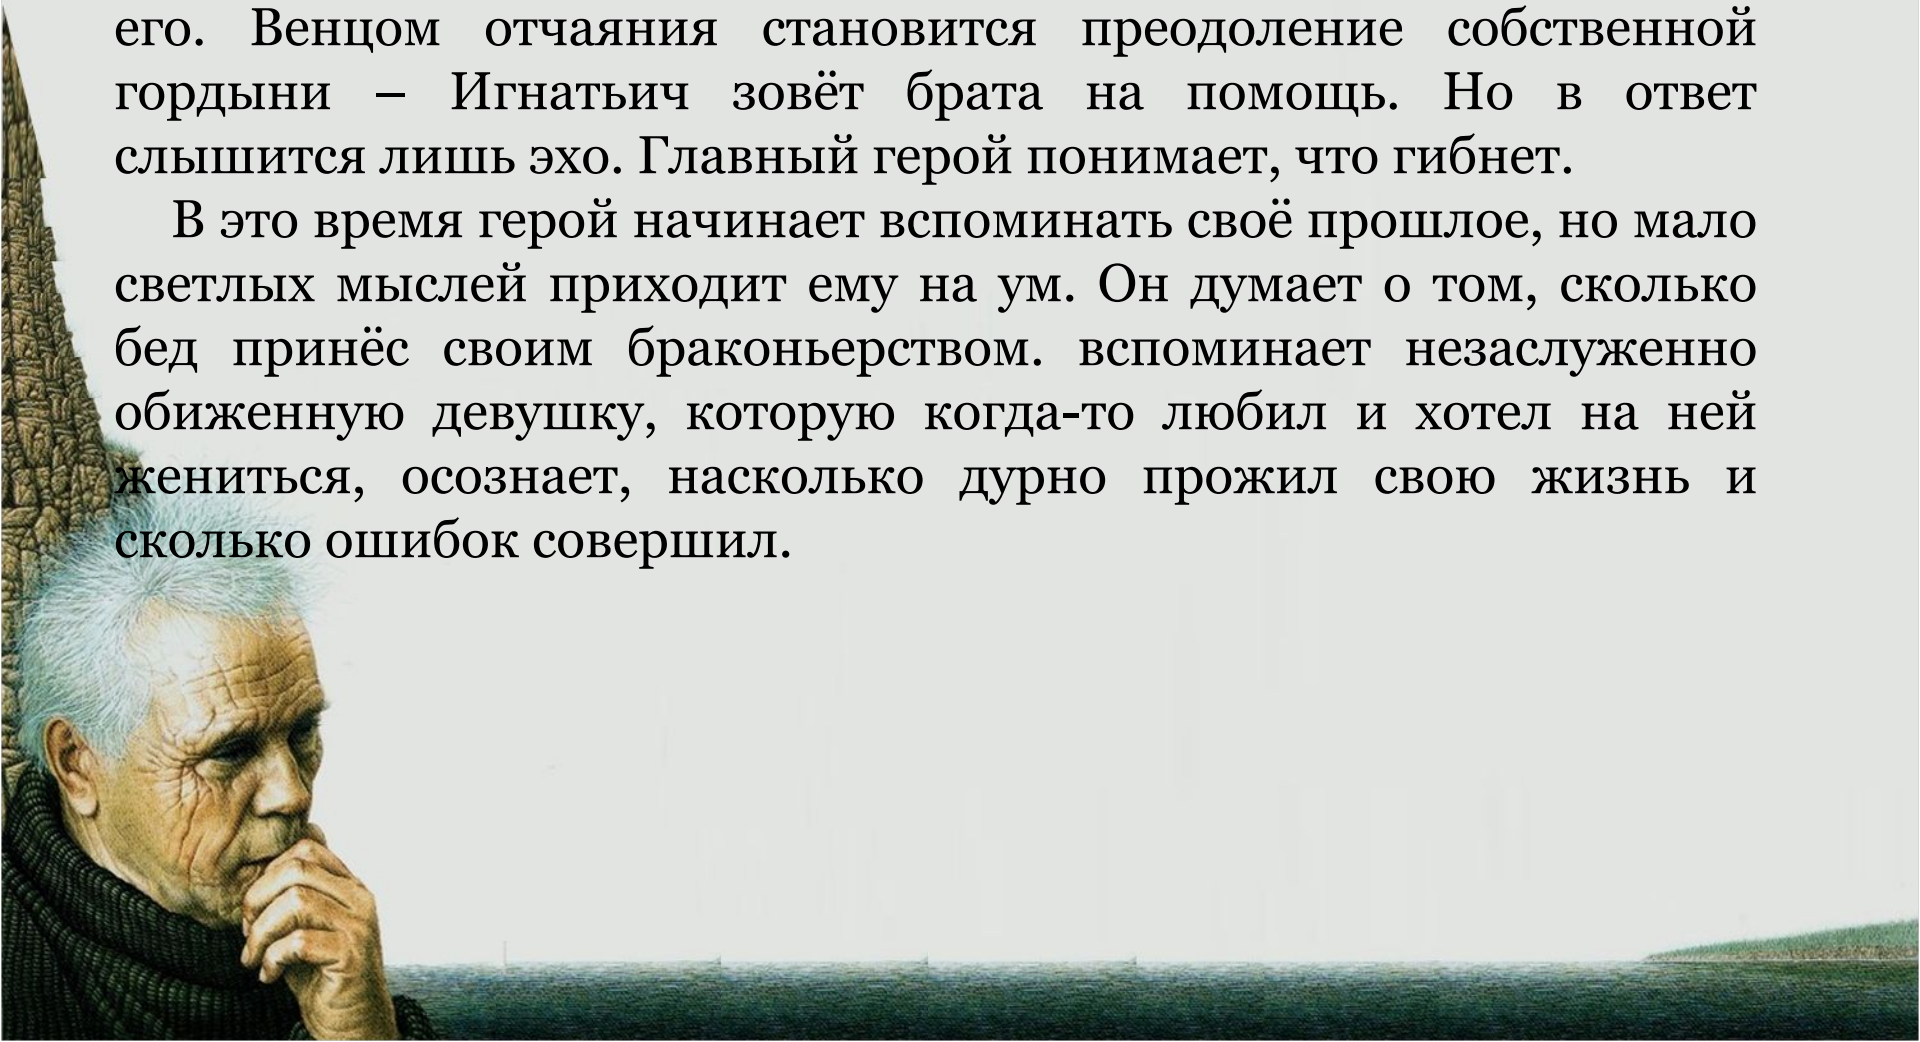 его. Венцом отчаяния становится преодоление собственной
гордыни – Игнатьич зовёт брата на помощь. Но в ответ
слышится лишь эхо. Главный герой понимает, что гибнет.
В это время герой начинает вспоминать своё прошлое, но мало
светлых мыслей приходит ему на ум. Он думает о том, сколько
бед принёс своим браконьерством. вспоминает незаслуженно
обиженную девушку, которую когда-то любил и хотел на ней
жениться, осознает, насколько дурно прожил свою жизнь и
сколько ошибок совершил.